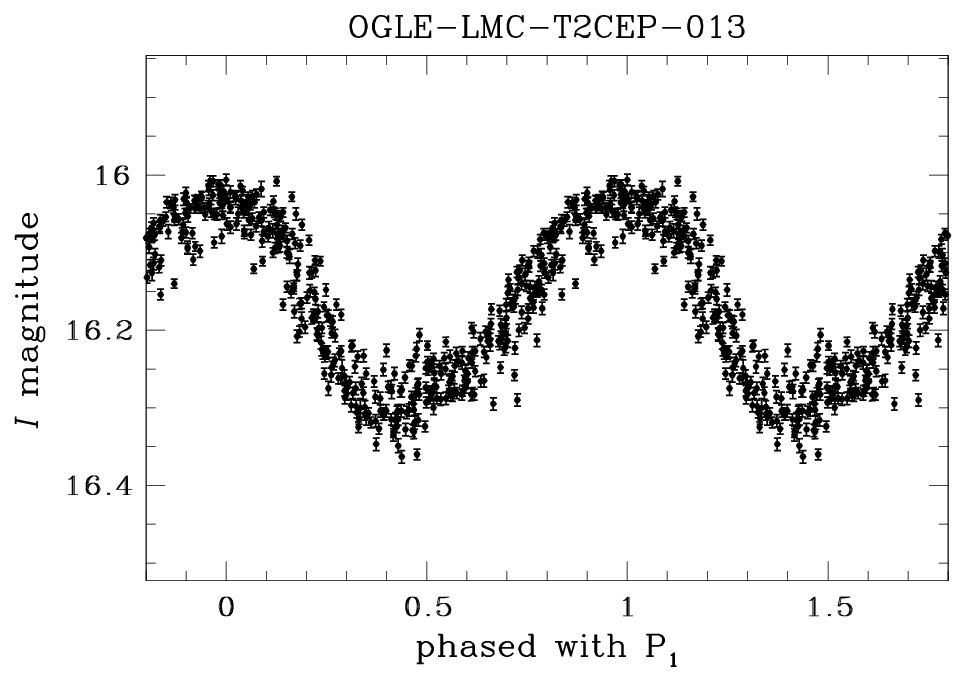 OGLE-LMC-T2CEP-013
16
16.2
16.4
I magnitude
0 0.5 1 1.5
phased with P1